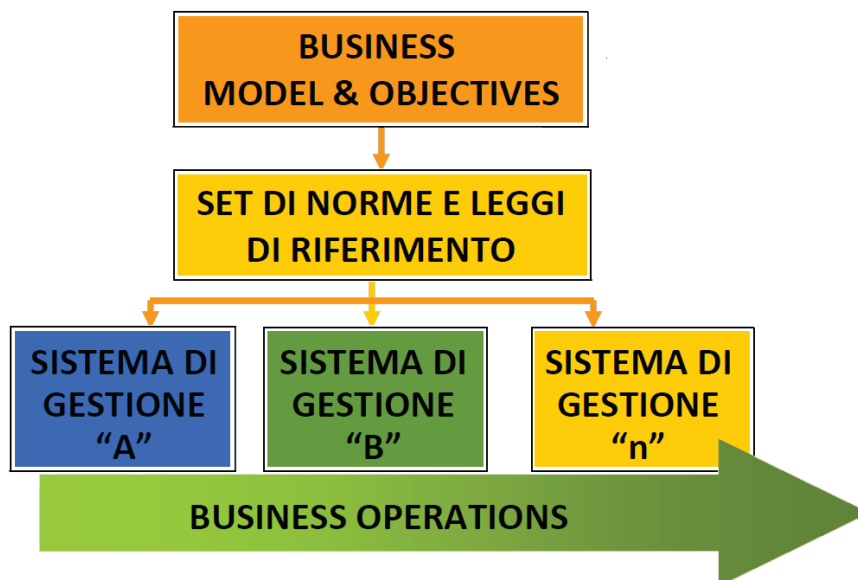 BUSINESS
MODEL & OBJECTIVES
SET DI NORME E LEGGI
DI RIFERIMENTO
SISTEMA DI
GESTIONE
“A”
SISTEMA DI
GESTIONE
“B”
SISTEMA DI
GESTIONE
“n”
BUSINESS OPERATIONS